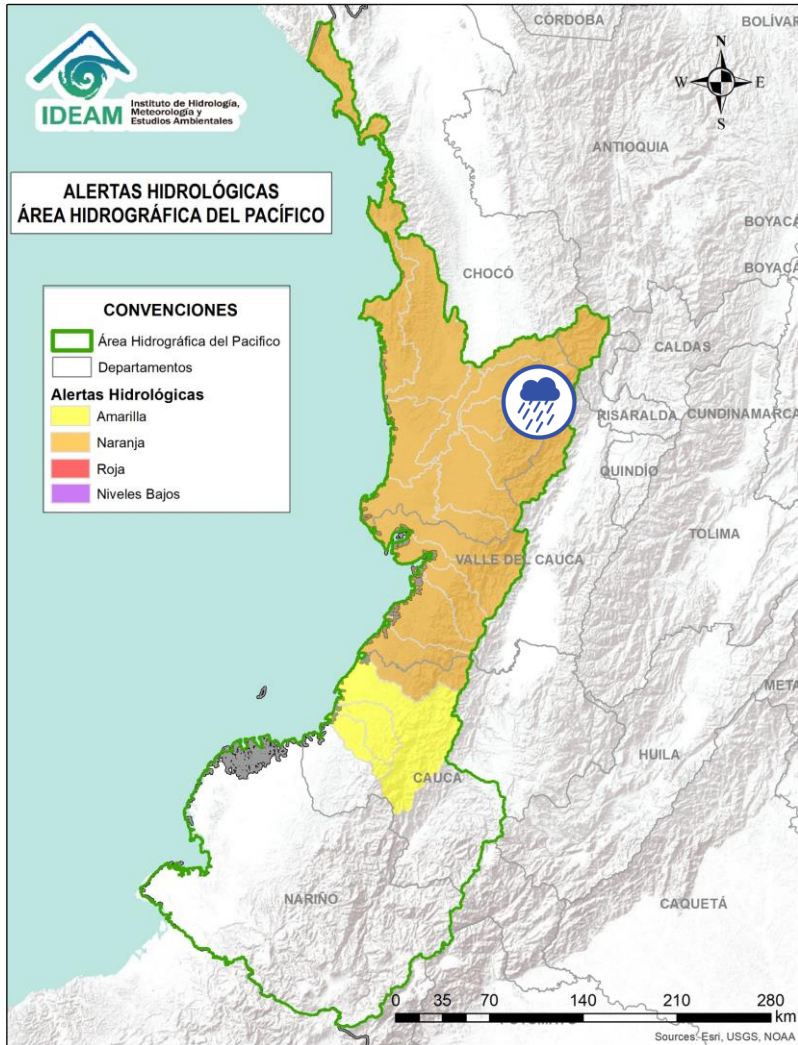 CÓRDOBA
BOLÍVAR
IDEAM
Instituto de Hidrología,
Meteorología y
Estudios Ambientales
N
W E
S
ANTIOQUIA
ALERTAS HIDROLÓGICAS
ÁREA HIDROGRÁFICA DEL PACÍFICO
BOYACÁ
BOYACÁ
CHOCÓ
CONVENCIONES
Área Hidrográfica del Pacifico
Departamentos
Alertas Hidrológicas
Amarilla
Naranja
Roja
Niveles Bajos
CALDAS
RISARALDA
CUNDINAMARCA
QUINDÍO
TOLIMA
VALLE DEL CAUCA
META
HUILA
CAUCA
NARIÑO
CAQUETÁ
0 35 70 140 210 280
km
Sources: Esri, USGS, NOAA